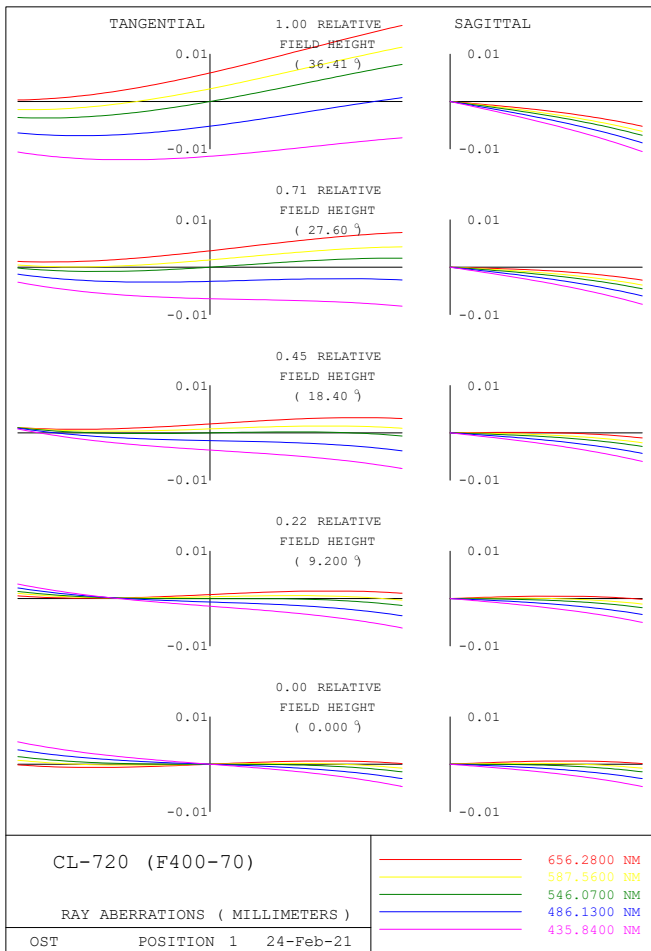 TANGENTIAL 1.00 RELATIVE SAGITTAL
FIELD HEIGHT
( 36.41 º)
0.01 0.01
-0.01 -0.01
0.71 RELATIVE
FIELD HEIGHT
( 27.60 º)
0.01 0.01
-0.01 -0.01
0.45 RELATIVE
FIELD HEIGHT
( 18.40 º)
0.01 0.01
-0.01 -0.01
0.22 RELATIVE
FIELD HEIGHT
( 9.200 º)
0.01 0.01
-0.01 -0.01
0.00 RELATIVE
FIELD HEIGHT
( 0.000 º)
0.01 0.01
-0.01 -0.01
CL-720 (F400-70)
RAY ABERRATIONS ( MILLIMETERS )
OST POSITION 1 24-Feb-21
656.2800 NM
587.5600 NM
546.0700 NM
486.1300 NM
435.8400 NM